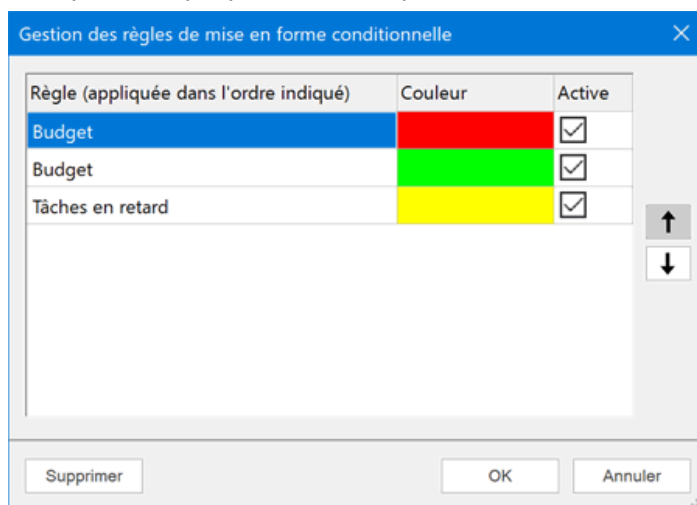 Gestion des règles de mise en forme conditionnelle
Règle (appliquée dans l'ordre indiqué) Couleur Active
Budget
Budget
Tâches en retard
Supprimer OK Annuler